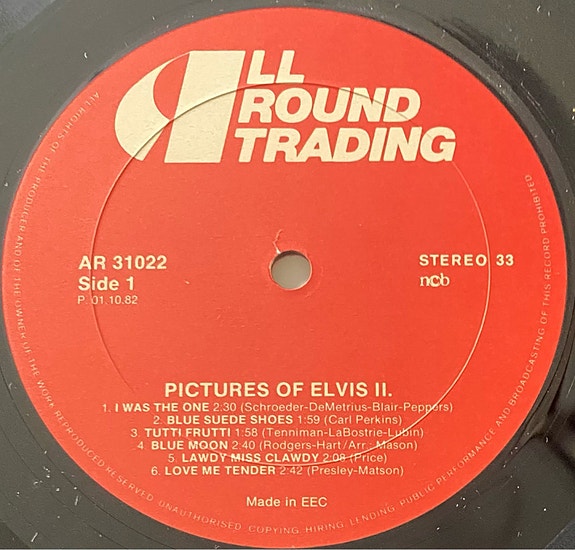 ALL
ROUND
TRADING
AR 31022
Side 1
P. 01.10.82
STEREO 33
ncb
PICTURES OF ELVIS II.
1. I WAS THE ONE 2:30 (Schroeder-DeMetrius-Blair-Peppers)
2. BLUE SUEDE SHOES 1:59 (Carl Perkins)
3. TUTTI FRUTTI 1:58 (Tenniman-LaBostrie-Lubin)
4. BLUE MOON 2:40 (Rodgers-Hart/Arr.: Mason)
5. LAWDY MISS CLAWDY 2:08 (Price)
6. LOVE ME TENDER 2:42 (Presley-Matson)
Made in EEC
ALL RIGHTS OF THE PRODUCER AND OF THE OWNER OF THE WORK REPRODUCED RESERVED. UNAUTHORISED COPYING, HIRING, LENDING, PUBLIC PERFORMANCE AND BROADCASTING OF THIS RECORD PROHIBITED